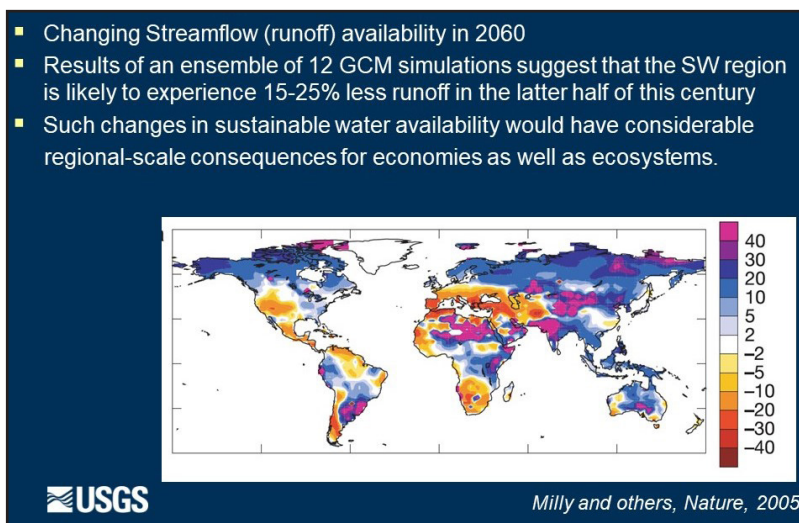 Changing Streamflow (runoff) availability in 2060
Results of an ensemble of 12 GCM simulations suggest that the SW region
is likely to experience 15-25% less runoff in the latter half of this century
Such changes in sustainable water availability would have considerable
regional-scale consequences for economies as well as ecosystems.
40
30
20
10
5
2
–2
–5
–10
–20
–30
–40
USGS
Milly and others, Nature, 2005